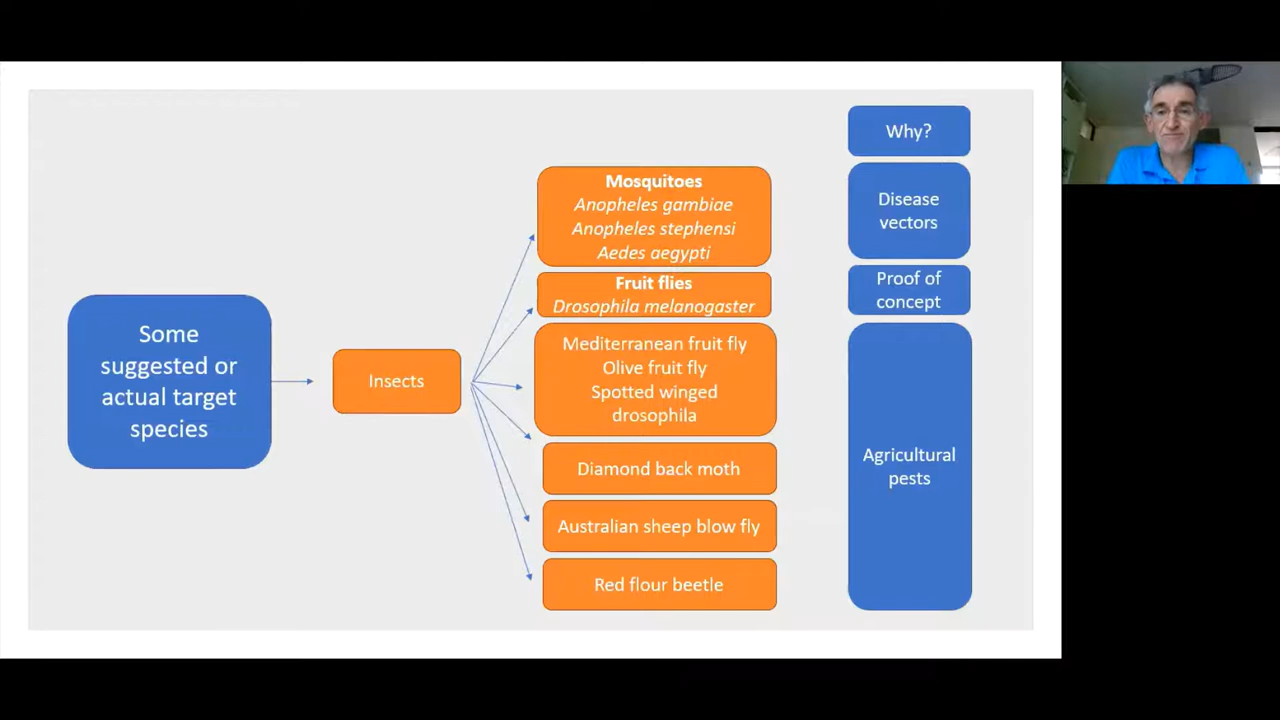 Some
suggested or
actual target
species
Insects
Mosquitoes
Anopheles gambiae
Anopheles stephensi
Aedes aegypti
Fruit flies
Drosophila melanogaster
Mediterranean fruit fly
Olive fruit fly
Spotted winged
drosophila
Diamond back moth
Australian sheep blow fly
Red flour beetle
Why?
Disease
vectors
Proof of
concept
Agricultural
pests